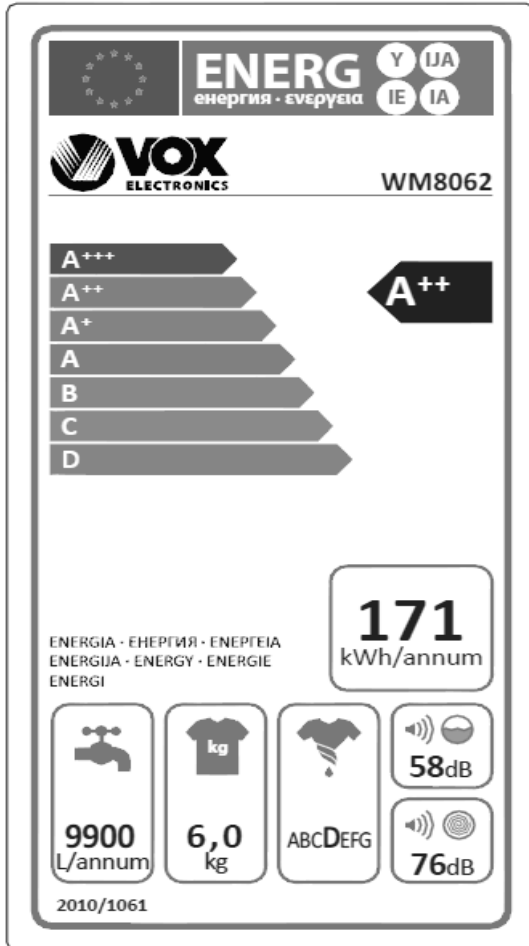 ENERG
енергия · ενεργεια
Y IJA
IE IA
VOX
ELECTRONICS
WM8062
A+++
A++
A+
A
B
C
D
A++
171
kWh/annum
ENERGIA · ЕНЕРГИЯ · ΕΝΕΡΓΕΙΑ
ENERGIJA · ENERGY · ENERGIE
ENERGI
9900
L/annum
kg
6,0
kg
ABCDEFG
58dB
76dB
2010/1061